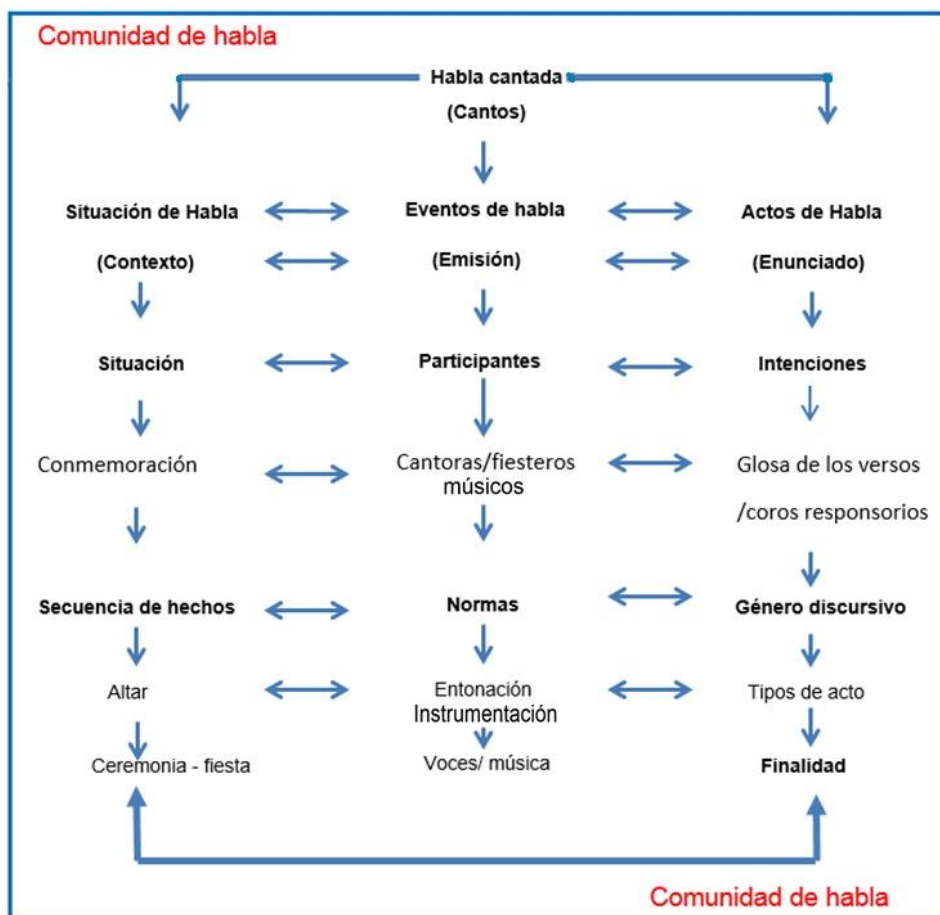 Comunidad de habla
Habla cantada
(Cantos)
Situación de Habla
Eventos de habla
Actos de Habla
(Contexto)
(Emisión)
(Enunciado)
Situación
Participantes
Intenciones
Conmemoración
Cantoras/fiesteros
músicos
Glosa de los versos
/coros responsorios
Secuencia de hechos
Normas
Género discursivo
Altar
Entonación
Instrumentación
Tipos de acto
Ceremonia - fiesta
Voces/ música
Finalidad
Comunidad de habla